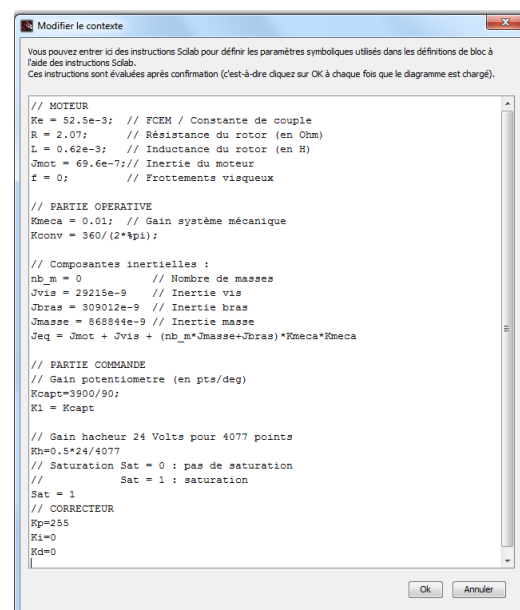 Modifier le contexte
Vous pouvez entrer ici des instructions Scilab pour définir les paramètres symboliques utilisés dans les définitions de bloc à
l'aide des instructions Scilab.
Ces instructions sont évaluées après confirmation (c'est-à-dire cliquez sur OK à chaque fois que le diagramme est chargé).
// MOTEUR
Ke = 52.5e-3;  // FCEM / Constante de couple
R = 2.07;      // Résistance du rotor (en Ohm)
L = 0.62e-3;   // Inductance du rotor (en H)
Jmot = 69.6e-7;// Inertie du moteur
f = 0;         // Frottements visqueux
// PARTIE OPERATIVE
Kmeca = 0.01;  // Gain système mécanique
Kconv = 360/(2*%pi);
// Composantes inertielles :
nb_m = 0          // Nombre de masses
Jvis = 29215e-9    // Inertie vis
Jbras = 309012e-9  // Inertie bras
Jmasse = 868844e-9 // Inertie masse
Jeq = Jmot + Jvis + (nb_m*Jmasse+Jbras)*Kmeca*Kmeca
// PARTIE COMMANDE
// Gain potentiometre (en pts/deg)
Kcapt=3900/90;
K1 = Kcapt
// Gain hacheur 24 Volts pour 4077 points
Kh=0.5*24/4077
// Saturation Sat = 0 : pas de saturation
//            Sat = 1 : saturation
Sat = 1
// CORRECTEUR
Kp=255
Ki=0
Kd=0
Ok
Annuler